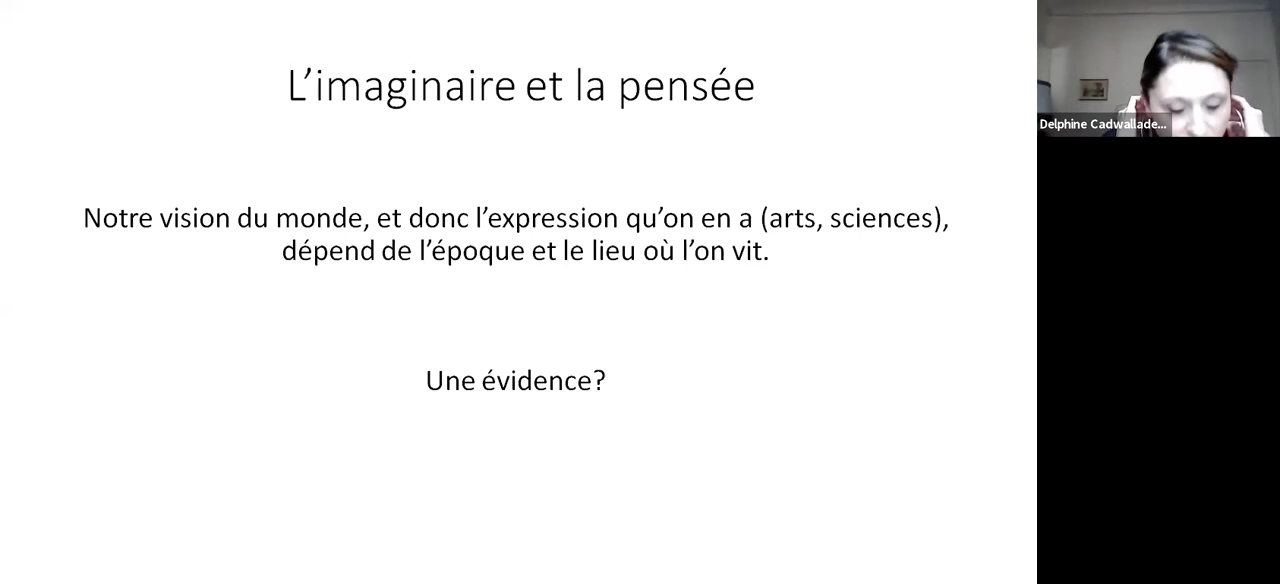 L’imaginaire et la pensée
Notre vision du monde, et donc l’expression qu’on en a (arts, sciences),
dépend de l’époque et le lieu où l’on vit.
Une évidence?
Delphine Cadwallade...